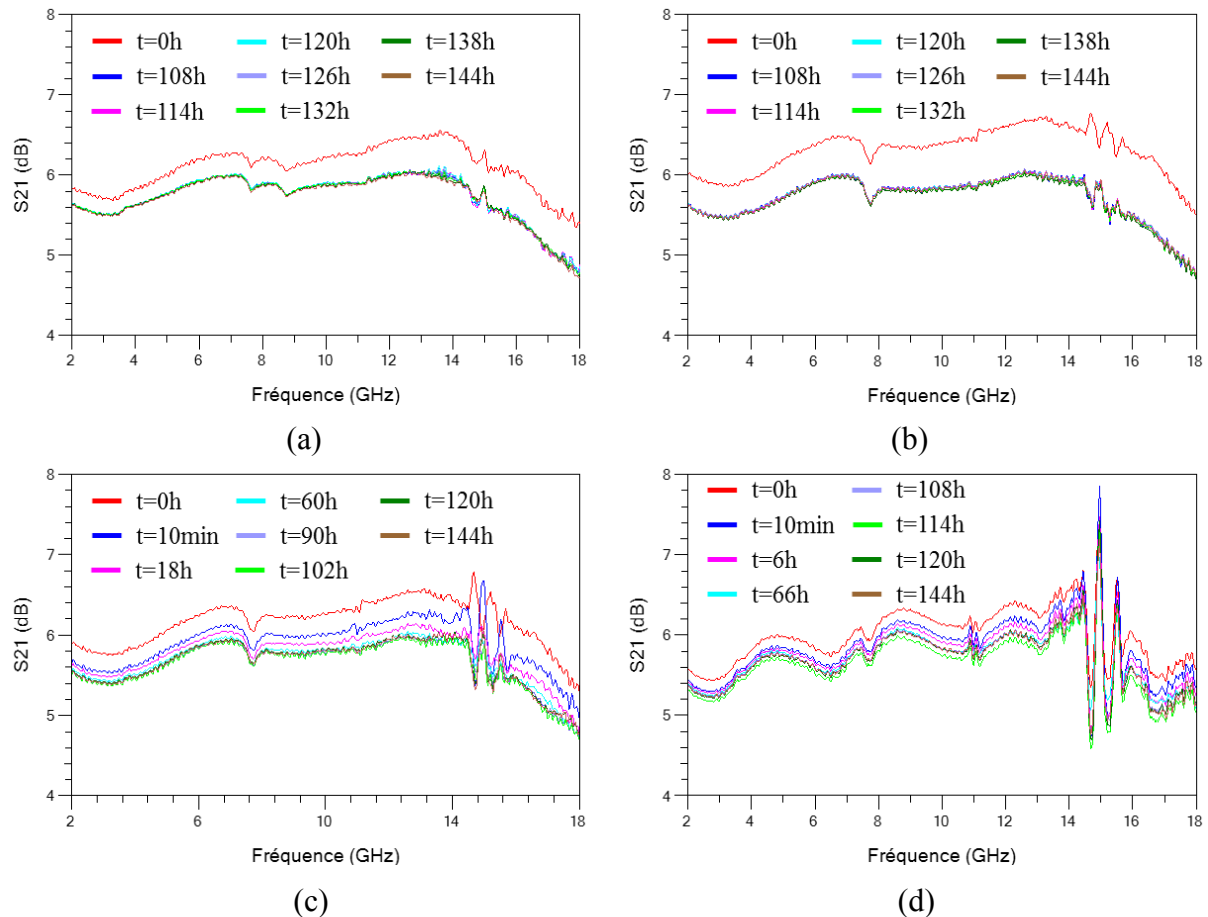 8
7
6
5
4
S21 (dB)
t=0h t=120h t=138h
t=108h t=126h t=144h
t=114h t=132h
2 4 6 8 10 12 14 16 18
Fréquence (GHz)
(a)
8
7
6
5
4
S21 (dB)
t=0h t=120h t=138h
t=108h t=126h t=144h
t=114h t=132h
2 4 6 8 10 12 14 16 18
Fréquence (GHz)
(b)
8
7
6
5
4
S21 (dB)
t=0h t=60h t=120h
t=10min t=90h t=144h
t=18h t=102h
2 6 10 14 18
Fréquence (GHz)
(c)
8
7
6
5
4
S21 (dB)
t=0h t=108h
t=10min t=114h
t=6h t=120h
t=66h t=144h
2 4 6 8 10 12 14 16 18
Fréquence (GHz)
(d)